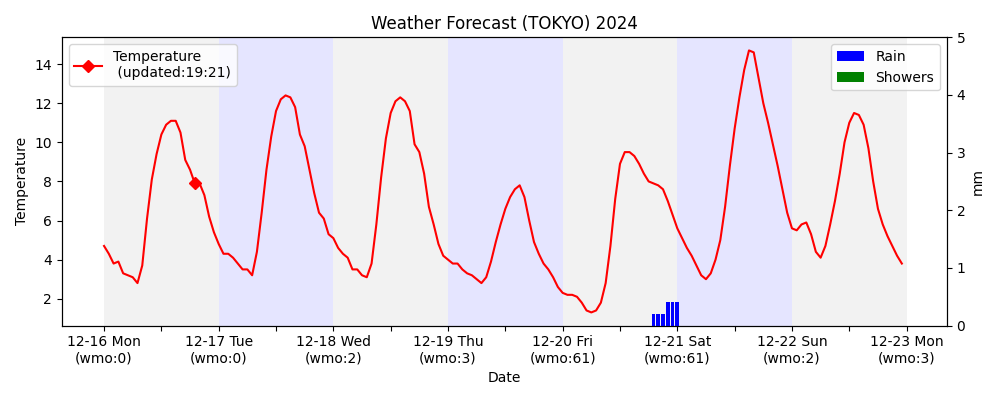 Weather Forecast (TOKYO) 2024
Temperature
(updated:19:21)
Rain
Showers
Temperature
14
12
10
8
6
4
2
5
4
3
2
1
0
mm
12-16 Mon
(wmo:0)
12-17 Tue
(wmo:0)
12-18 Wed
(wmo:2)
12-19 Thu
(wmo:3)
12-20 Fri
(wmo:61)
12-21 Sat
(wmo:61)
12-22 Sun
(wmo:2)
12-23 Mon
(wmo:3)
Date